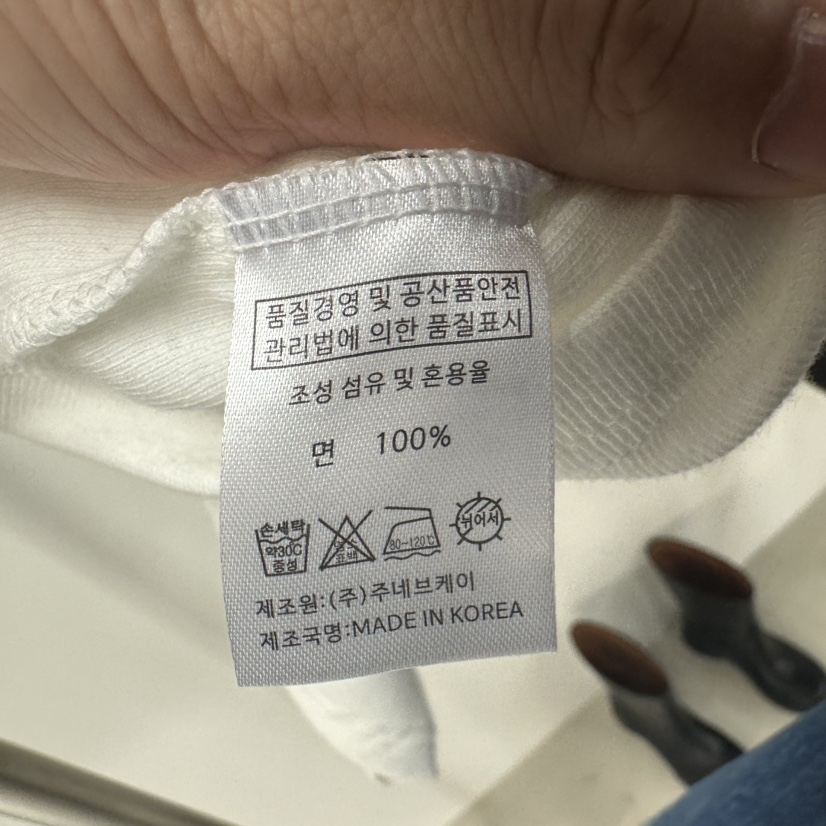 품질경영 및 공산품안전
관리법에 의한 품질표시
조성 섬유 및 혼용율
면 100%
손세탁
약30℃
중성
표백
80~120℃
뉘어서
제조원:(주)주네브케이
제조국명:MADE IN KOREA